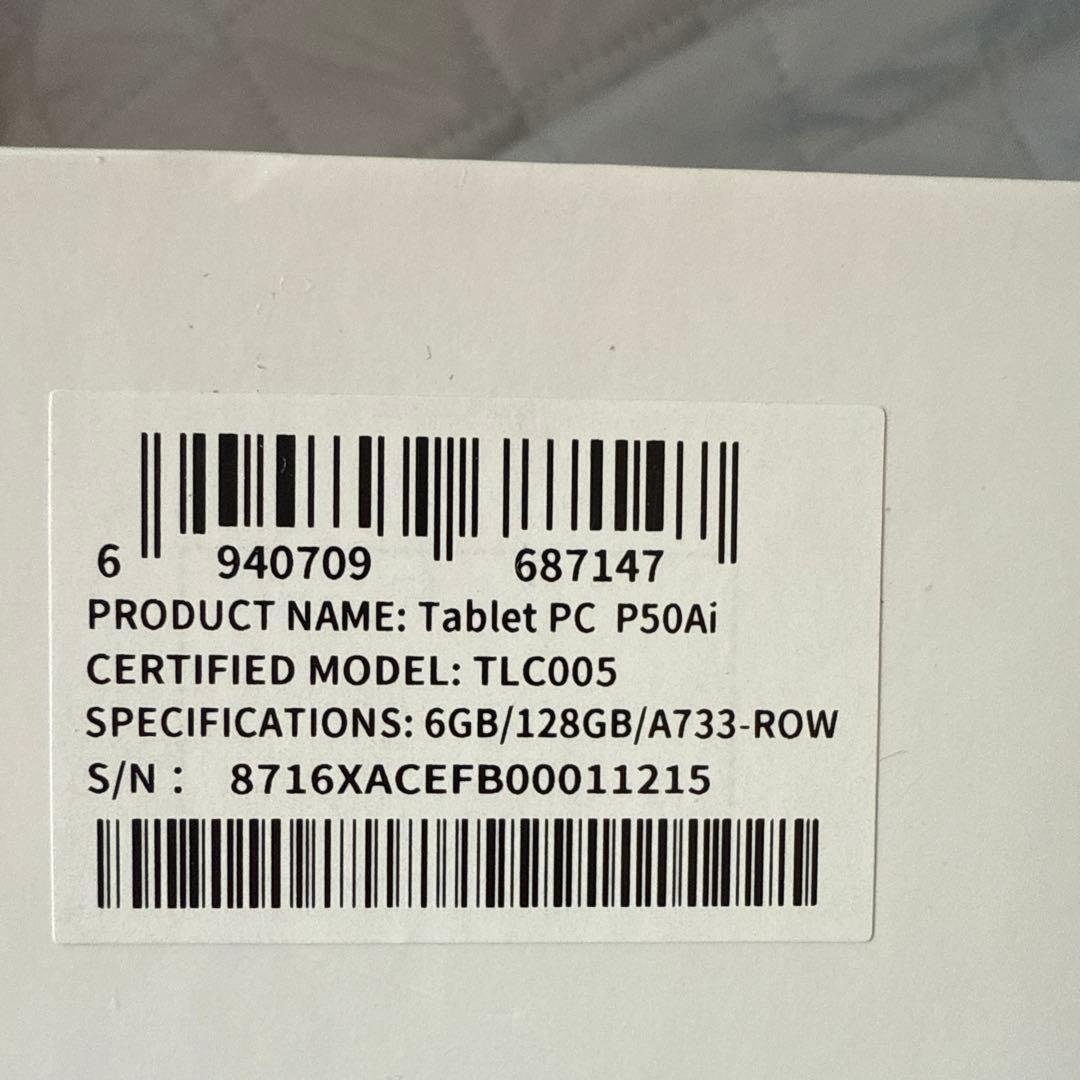 6 940709 687147
PRODUCT NAME: Tablet PC P50Ai
CERTIFIED MODEL: TLC005
SPECIFICATIONS: 6GB/128GB/A733-ROW
S/N : 8716XACEFB00011215